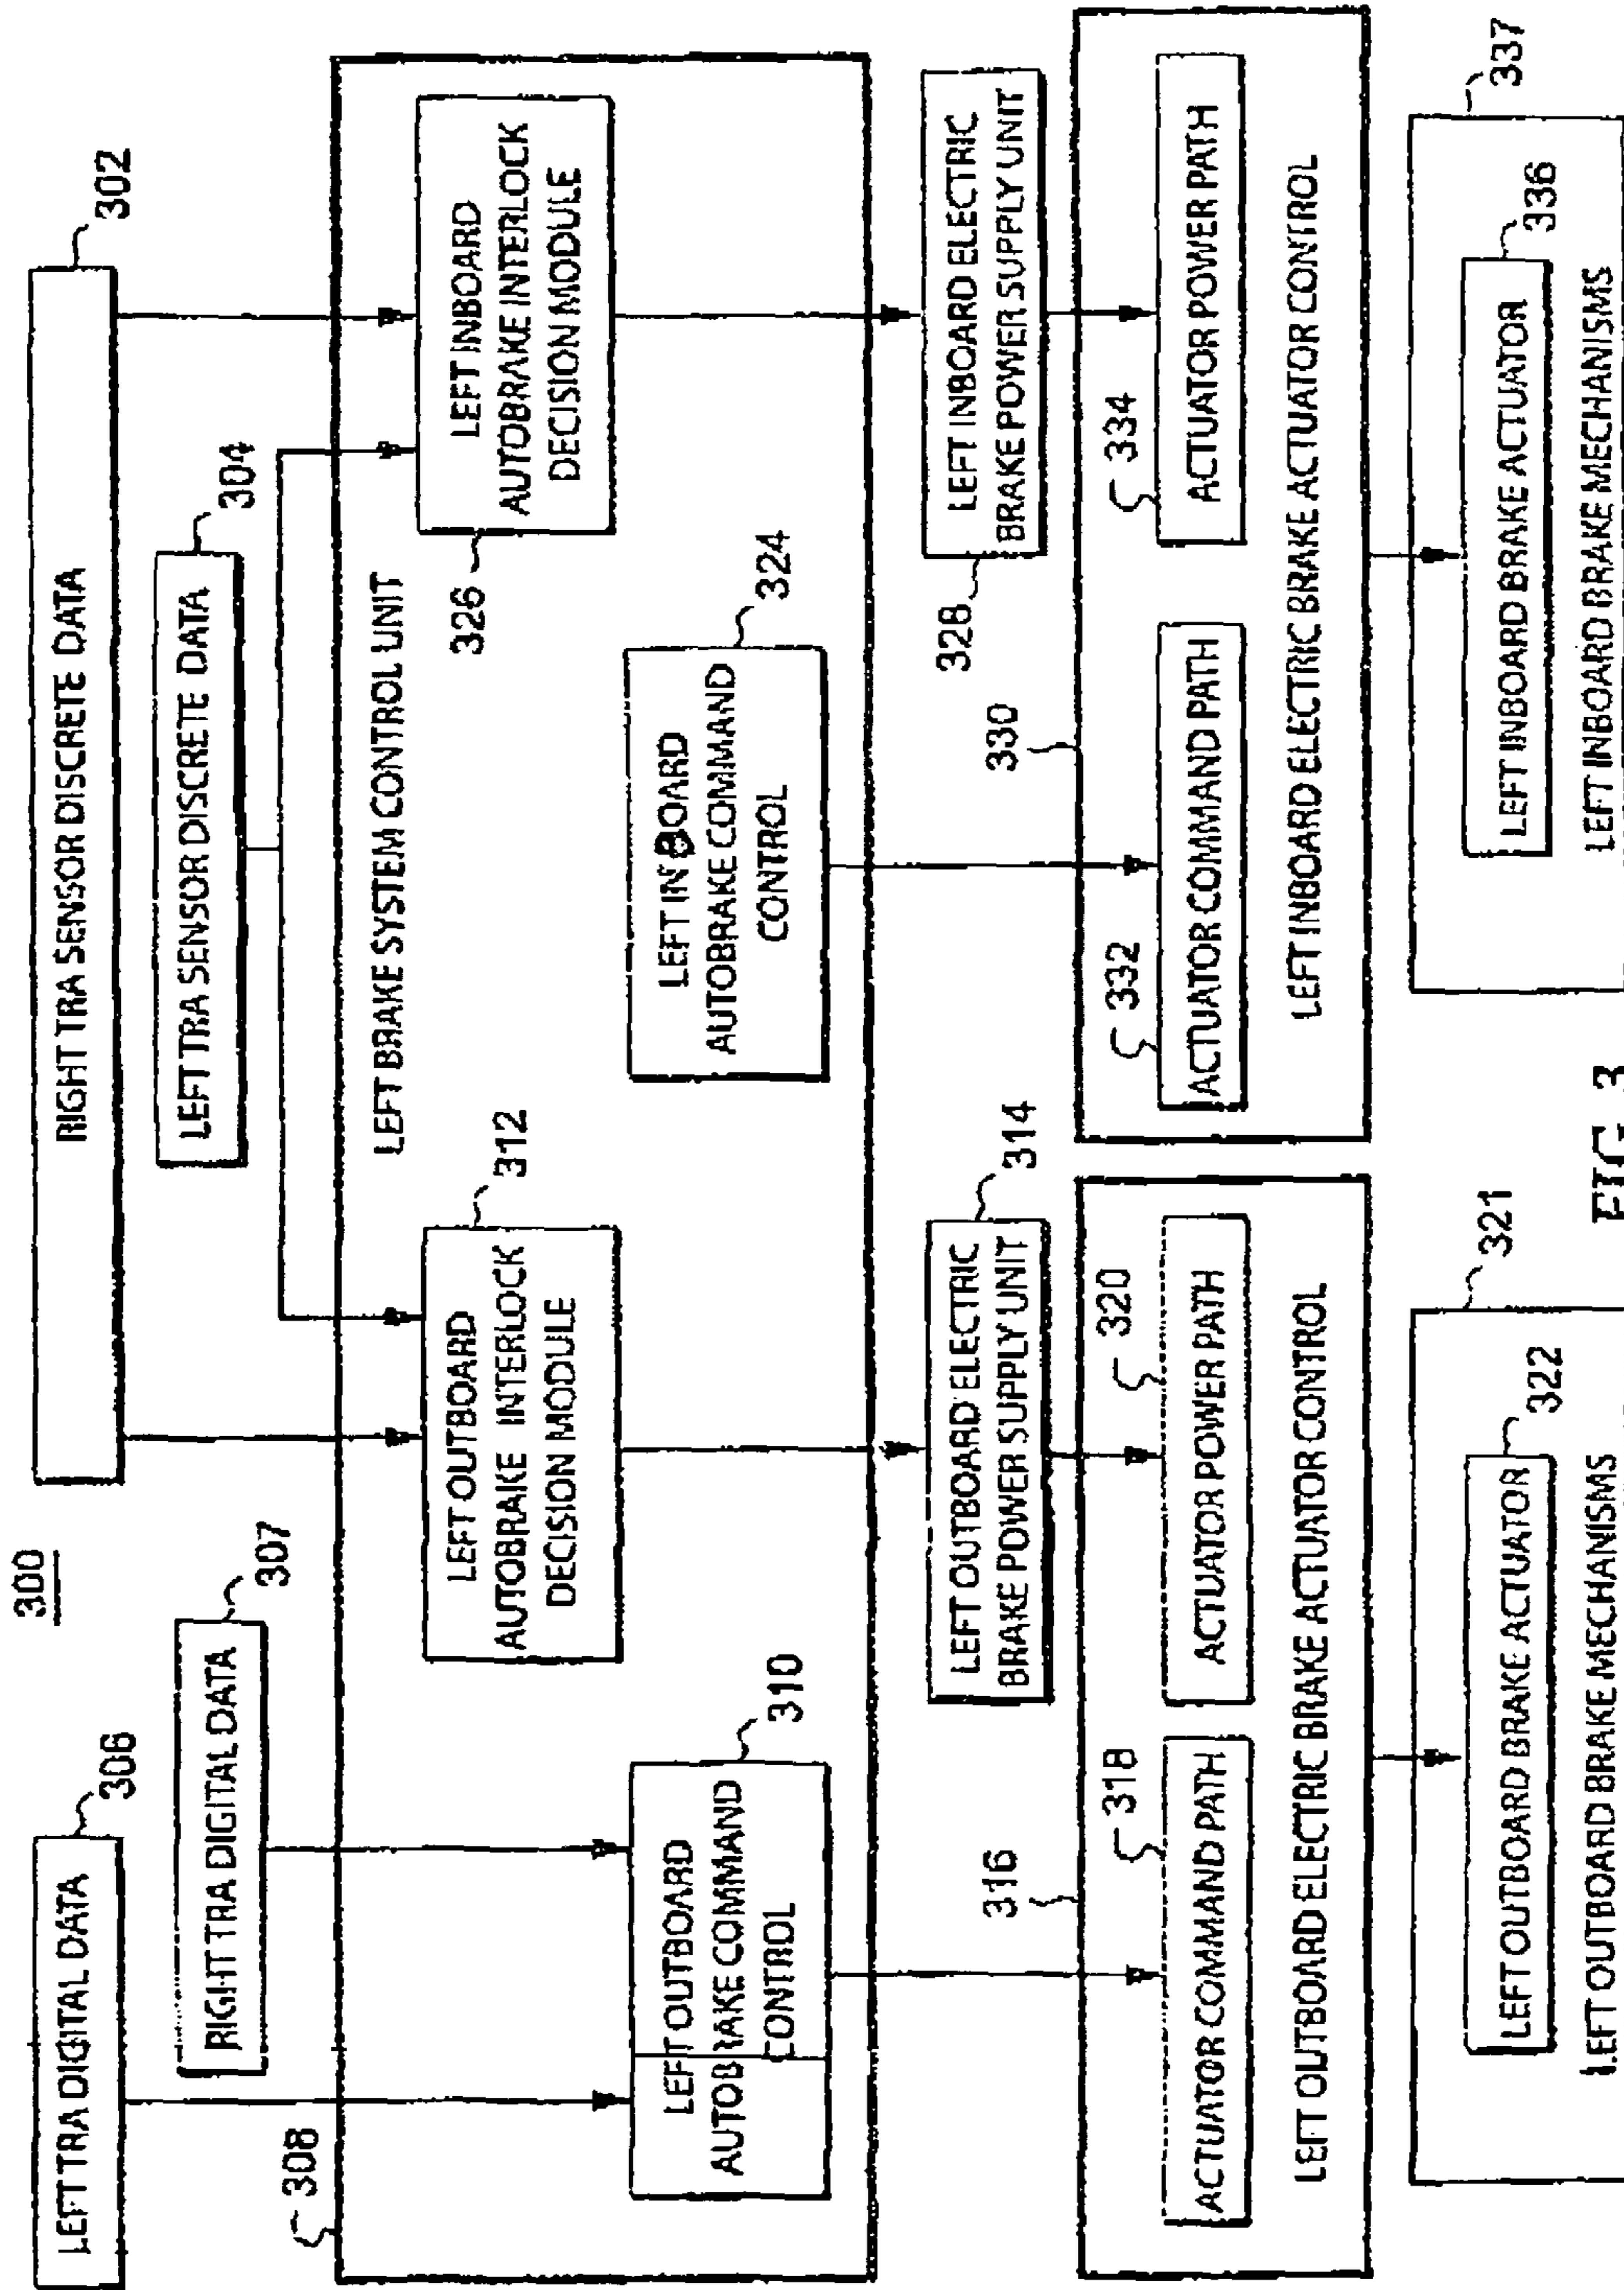 300
LEFT TRA DIGITAL DATA
306
RIGHT TRA DIGITAL DATA
307
RIGHT TRA SENSOR DISCRETE DATA
302
LEFT TRA SENSOR DISCRETE DATA
304
308
LEFT BRAKE SYSTEM CONTROL UNIT
LEFT OUTBOARD
AUTOBRAKE COMMAND
CONTROL
310
LEFT OUTBOARD
AUTOBRAKE INTERLOCK
DECISION MODULE
312
LEFT INBOARD
AUTOBRAKE COMMAND
CONTROL
324
LEFT INBOARD
AUTOBRAKE INTERLOCK
DECISION MODULE
326
LEFT OUTBOARD ELECTRIC
BRAKE POWER SUPPLY UNIT
314
LEFT INBOARD ELECTRIC
BRAKE POWER SUPPLY UNIT
328
316
318
ACTUATOR COMMAND PATH
320
ACTUATOR POWER PATH
LEFT OUTBOARD ELECTRIC BRAKE ACTUATOR CONTROL
330
332
ACTUATOR COMMAND PATH
334
ACTUATOR POWER PATH
LEFT INBOARD ELECTRIC BRAKE ACTUATOR CONTROL
321
LEFT OUTBOARD BRAKE ACTUATOR
322
LEFT OUTBOARD BRAKE MECHANISMS
337
LEFT INBOARD BRAKE ACTUATOR
336
LEFT INBOARD BRAKE MECHANISMS
FIG. 3